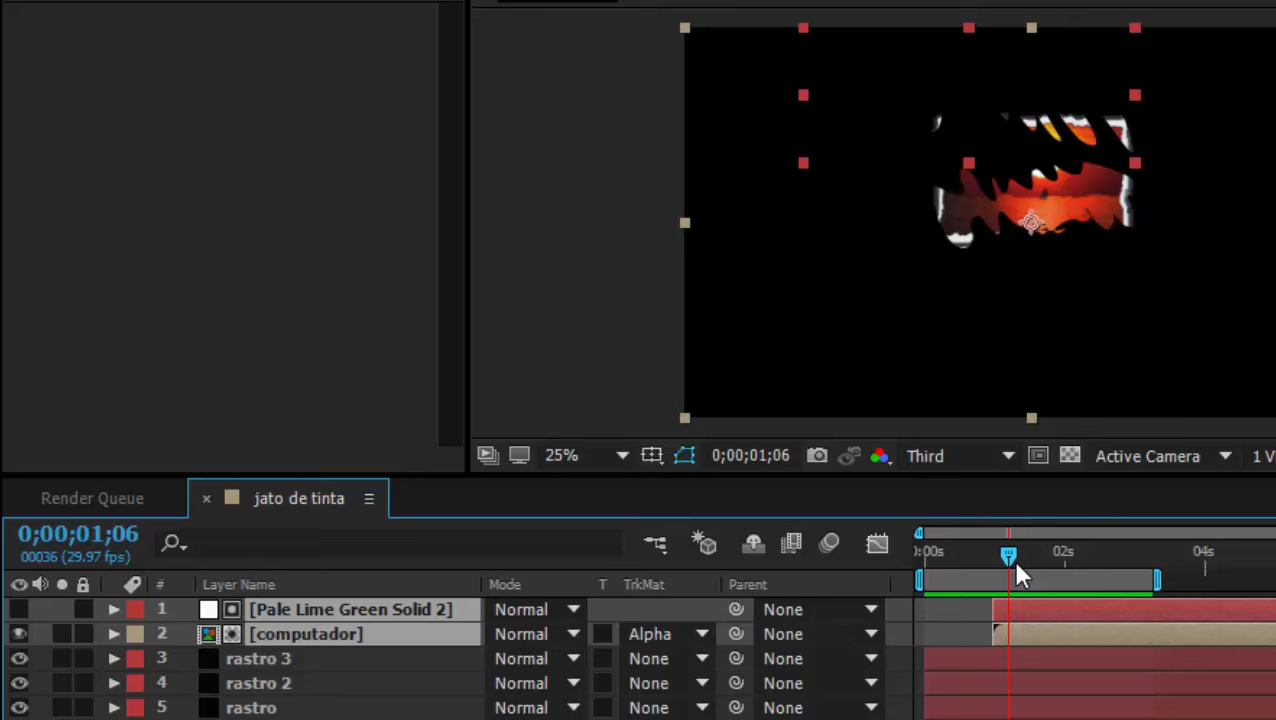 25% 0;00;01;06 Third Active Camera 1 V
Render Queue × jato de tinta
0;00;01;06
00036 (29.97 fps)
:00s 02s 04s
# Layer Name Mode T TrkMat Parent
1 [Pale Lime Green Solid 2] Normal None
2 [computador] Normal Alpha None
3 rastro 3 Normal None None
4 rastro 2 Normal None None
5 rastro Normal None None